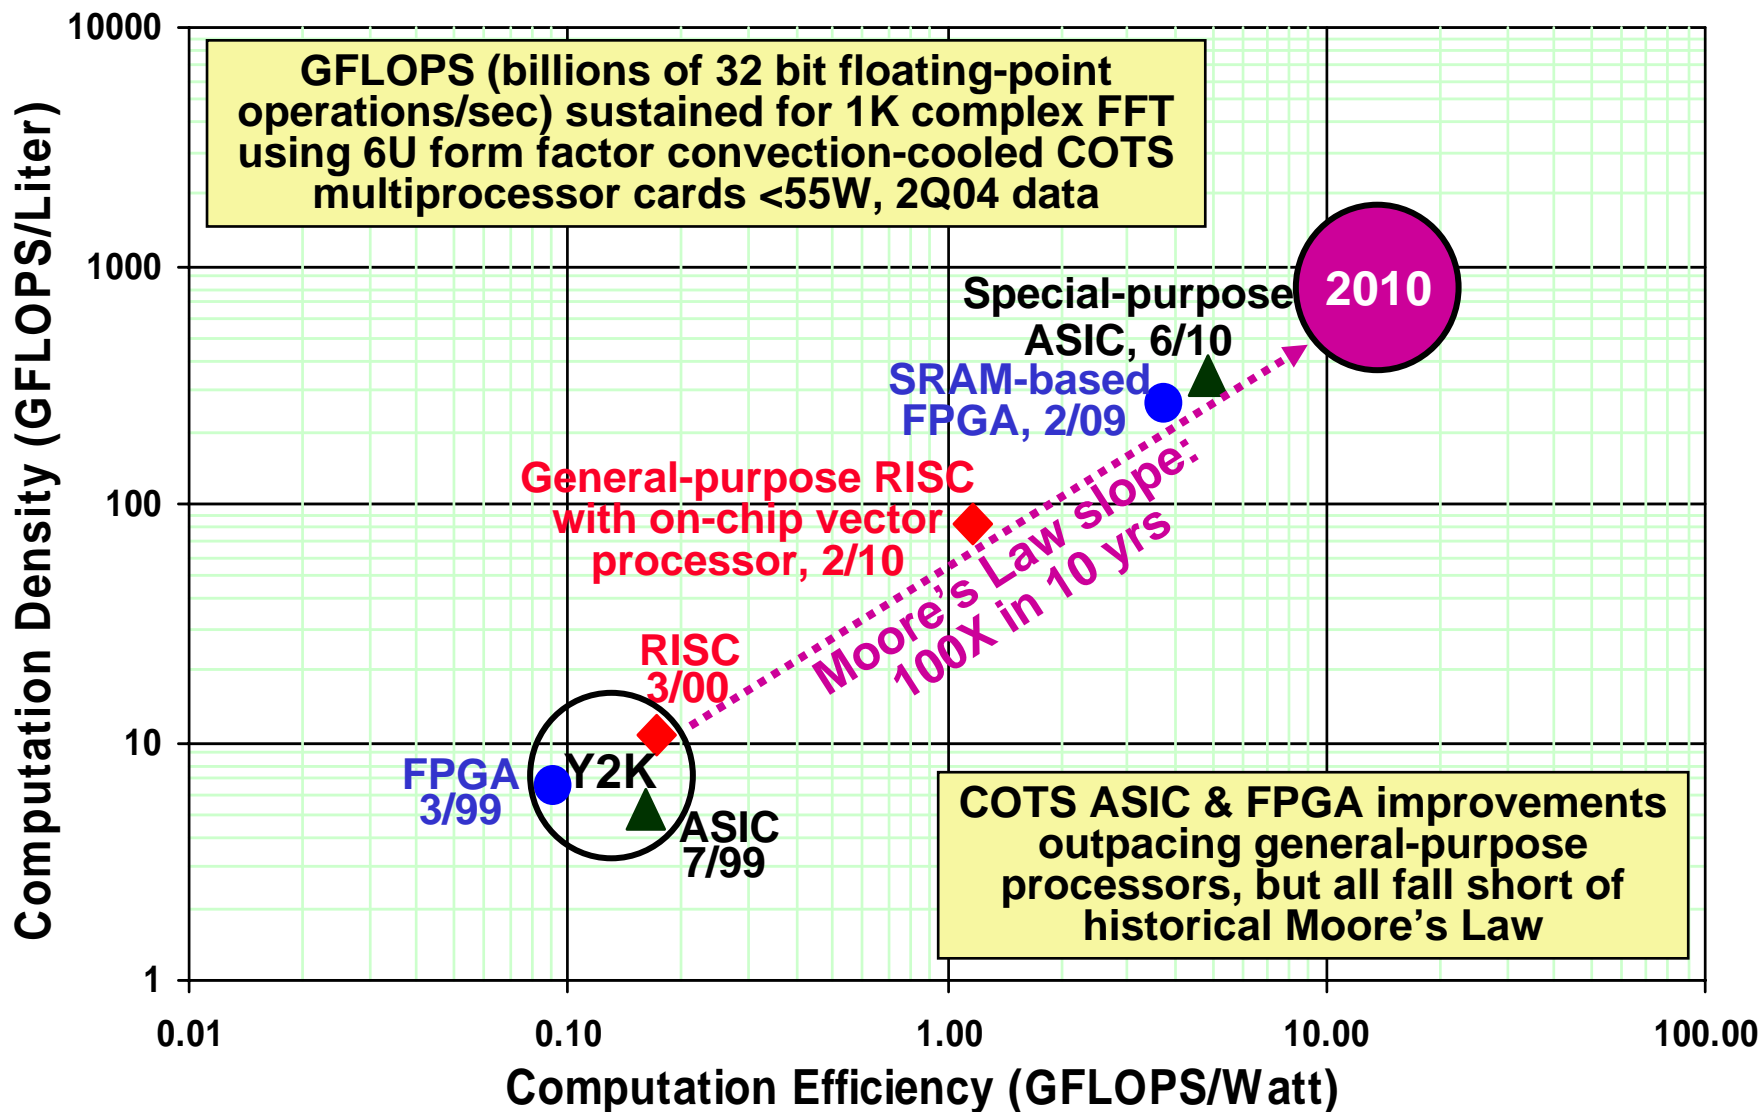 10000
1000
100
10
1
Computation Density (GFLOPS/Liter)
GFLOPS (billions of 32 bit floating-point
operations/sec) sustained for 1K complex FFT
using 6U form factor convection-cooled COTS
multiprocessor cards <55W, 2Q04 data
2010
Special-purpose
ASIC, 6/10
SRAM-based
FPGA, 2/09
General-purpose RISC
with on-chip vector
processor, 2/10
Moore's Law slope:
100X in 10 yrs
RISC
3/00
Y2K
FPGA
3/99
ASIC
7/99
COTS ASIC & FPGA improvements
outpacing general-purpose
processors, but all fall short of
historical Moore's Law
0.01 0.10 1.00 10.00 100.00
Computation Efficiency (GFLOPS/Watt)